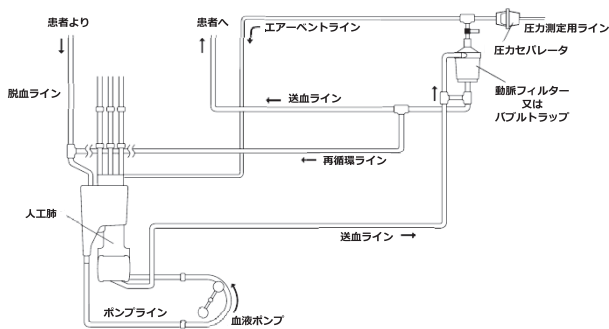 患者より
患者へ
エアーベントライン
圧力測定用ライン
圧力セパレータ
脱血ライン
送血ライン
動脈フィルター
又は
バブルトラップ
再循環ライン
人工肺
送血ライン
ポンプライン
血液ポンプ